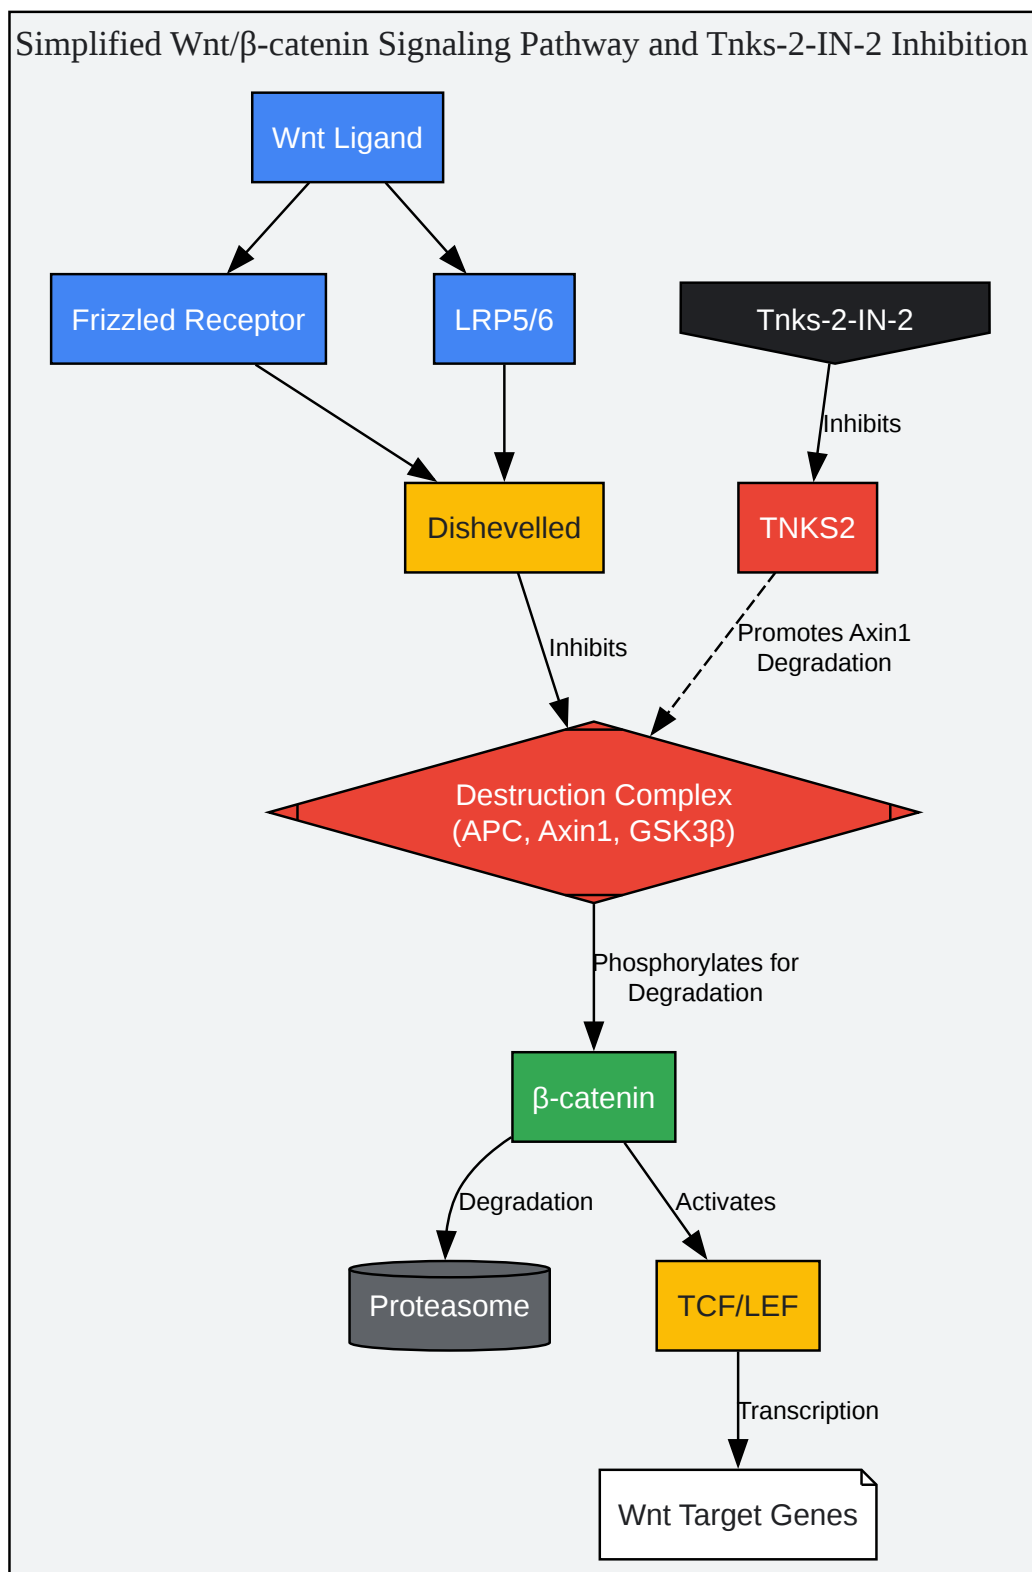 Simplified Wnt/β-catenin Signaling Pathway and Tnks-2-IN-2 Inhibition
Wnt Ligand
Frizzled Receptor
LRP5/6
Tnks-2-IN-2
Inhibits
Dishevelled
TNKS2
Inhibits
Promotes Axin1
Degradation
Destruction Complex
(APC, Axin1, GSK3β)
Phosphorylates for
Degradation
β-catenin
Degradation
Activates
Proteasome
TCF/LEF
Transcription
Wnt Target Genes